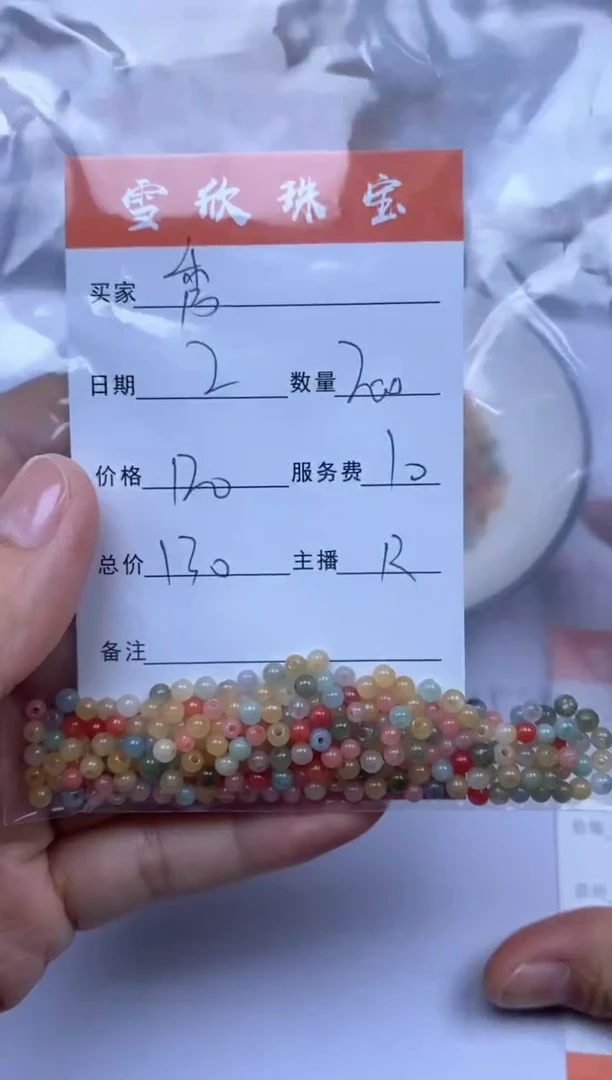 雪欣珠宝
买家
日期 2 数量 200
价格 120 服务费 10
总价 130 主播 R
备注